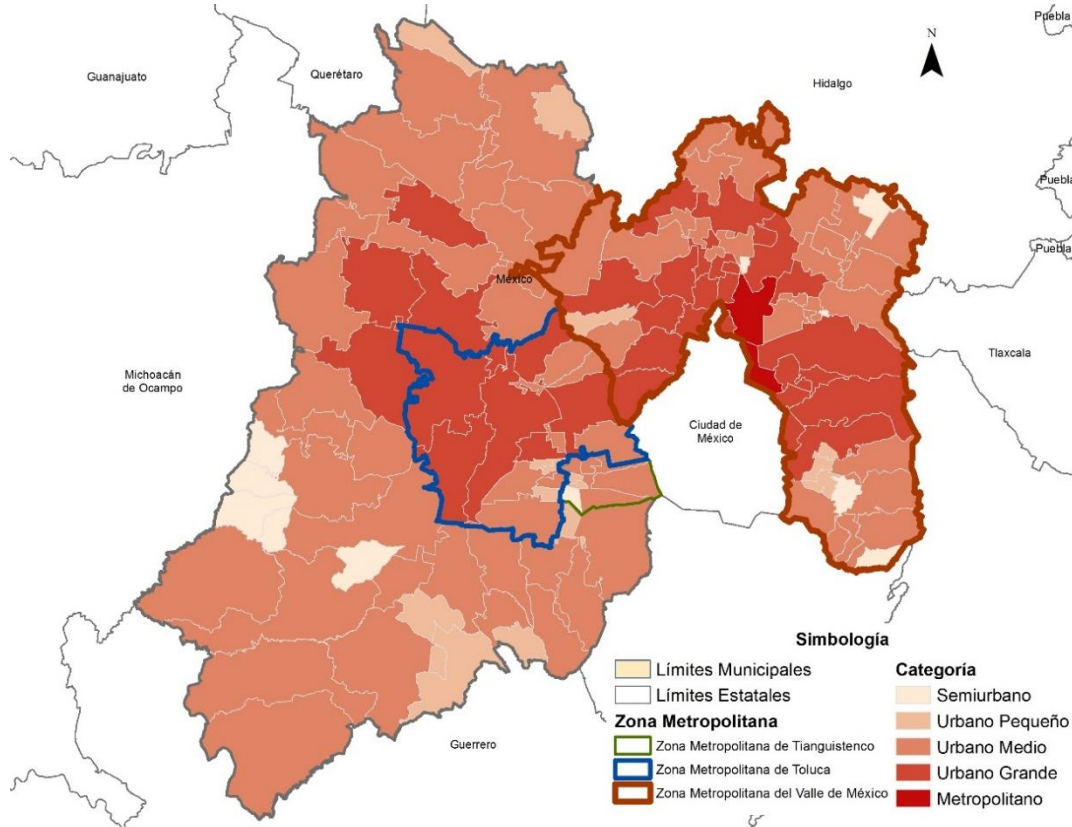 Puebla
N
Guanajuato
Querétaro
Hidalgo
Puebla
Puebla
México
Tlaxcala
Michoacán
de Ocampo
Ciudad de
México
Guerrero
Simbología
Límites Municipales
Límites Estatales
Zona Metropolitana
Zona Metropolitana de Tianguistenco
Zona Metropolitana de Toluca
Zona Metropolitana del Valle de México
Categoría
Semiurbano
Urbano Pequeño
Urbano Medio
Urbano Grande
Metropolitano